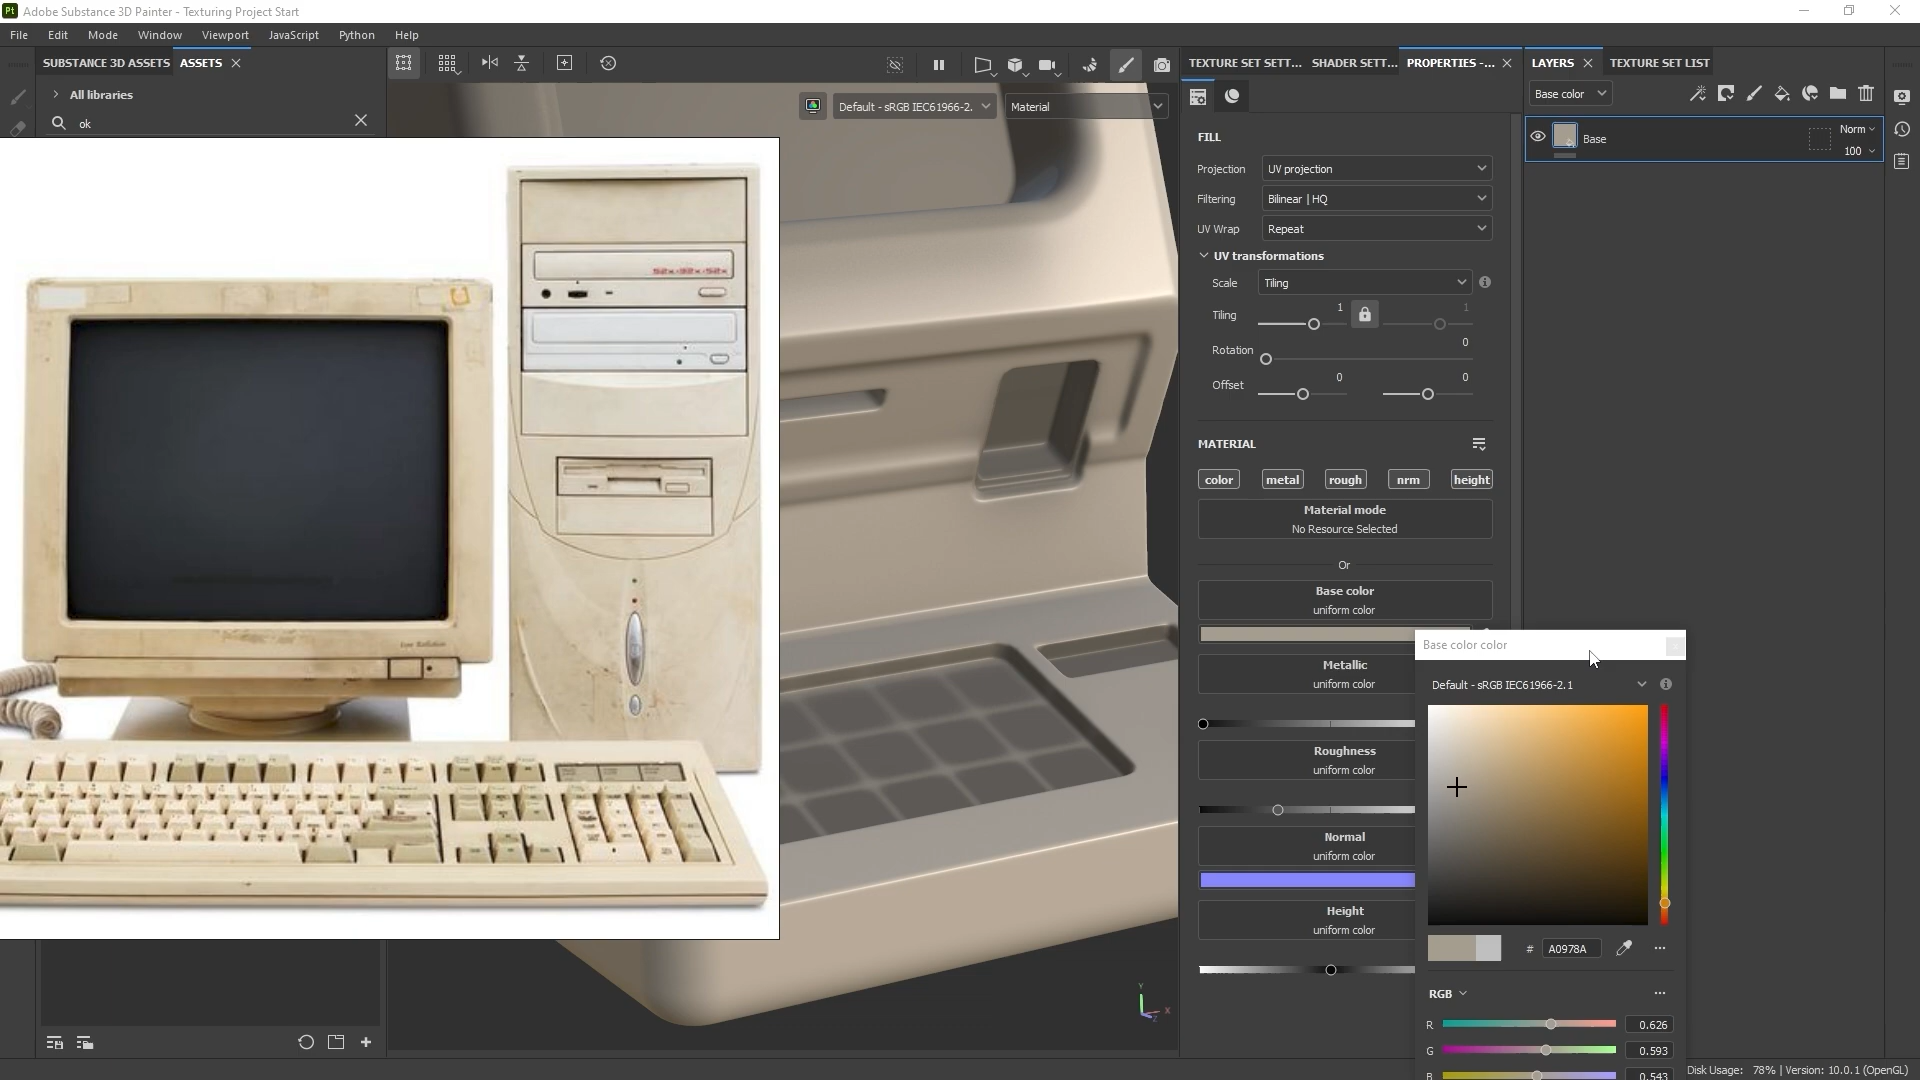 Adobe Substance 3D Painter - Texturing Project Start
File Edit Mode Window Viewport JavaScript Python Help
SUBSTANCE 3D ASSETS ASSETS
All libraries
ok
Default - sRGB IEC61966-2.
Material
TEXTURE SET SETT... SHADER SETT... PROPERTIES -...
FILL
Projection UV projection
Filtering Bilinear | HQ
UV Wrap Repeat
UV transformations
Scale Tiling
Tiling 1 1
Rotation 0
Offset 0 0
MATERIAL
color metal rough nrm height
Material mode
No Resource Selected
Or
Base color
uniform color
Metallic
uniform color
Roughness
uniform color
Normal
uniform color
Height
uniform color
LAYERS TEXTURE SET LIST
Base color
Base Norm
100
Base color color
Default - sRGB IEC61966-2.1
# A0978A
RGB
R 0.626
G 0.593
B 0.543
52x-32x-52x
Y
X
Z
Disk Usage: 78% | Version: 10.0.1 (OpenGL)